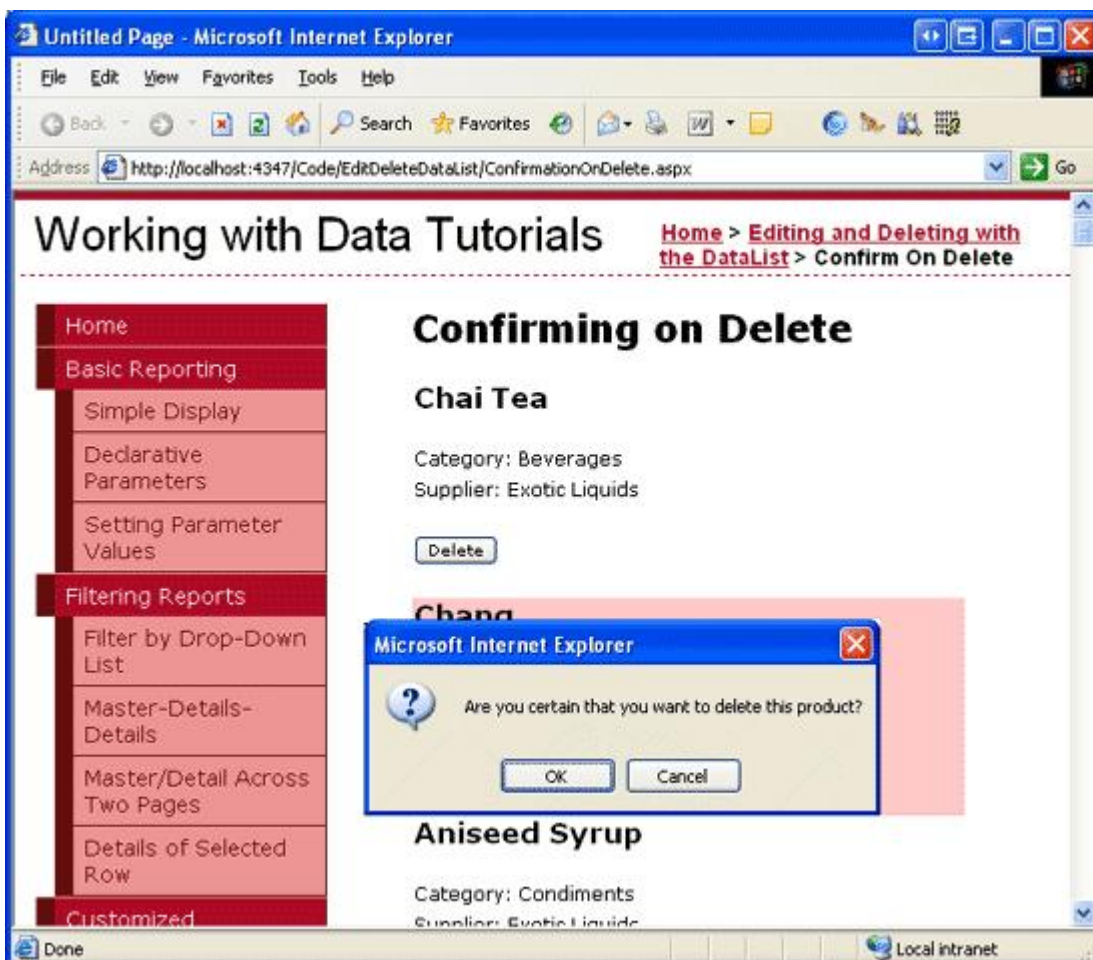 Untitled Page - Microsoft Internet Explorer
File Edit View Favorites Tools Help
Back Search Favorites
Address http://localhost:4347/Code/EditDeleteDataList/ConfirmationOnDelete.aspx Go
Working with Data Tutorials
Home > Editing and Deleting with
the DataList > Confirm On Delete
Home
Basic Reporting
Simple Display
Declarative
Parameters
Setting Parameter
Values
Filtering Reports
Filter by Drop-Down
List
Master-Details-
Details
Master/Detail Across
Two Pages
Details of Selected
Row
Customized
Confirming on Delete
Chai Tea
Category: Beverages
Supplier: Exotic Liquids
Delete
Chang
Microsoft Internet Explorer
Are you certain that you want to delete this product?
OK Cancel
Aniseed Syrup
Category: Condiments
Supplier: Exotic Liquids
Done Local intranet